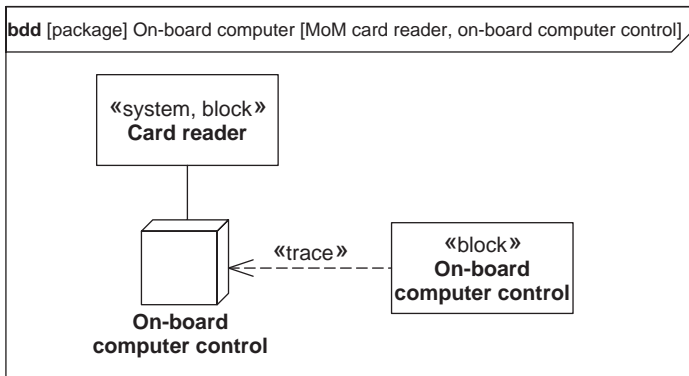 bdd [package] On-board computer [MoM card reader, on-board computer control]
«system, block»
Card reader
«trace»
«block»
On-board
computer control
On-board
computer control